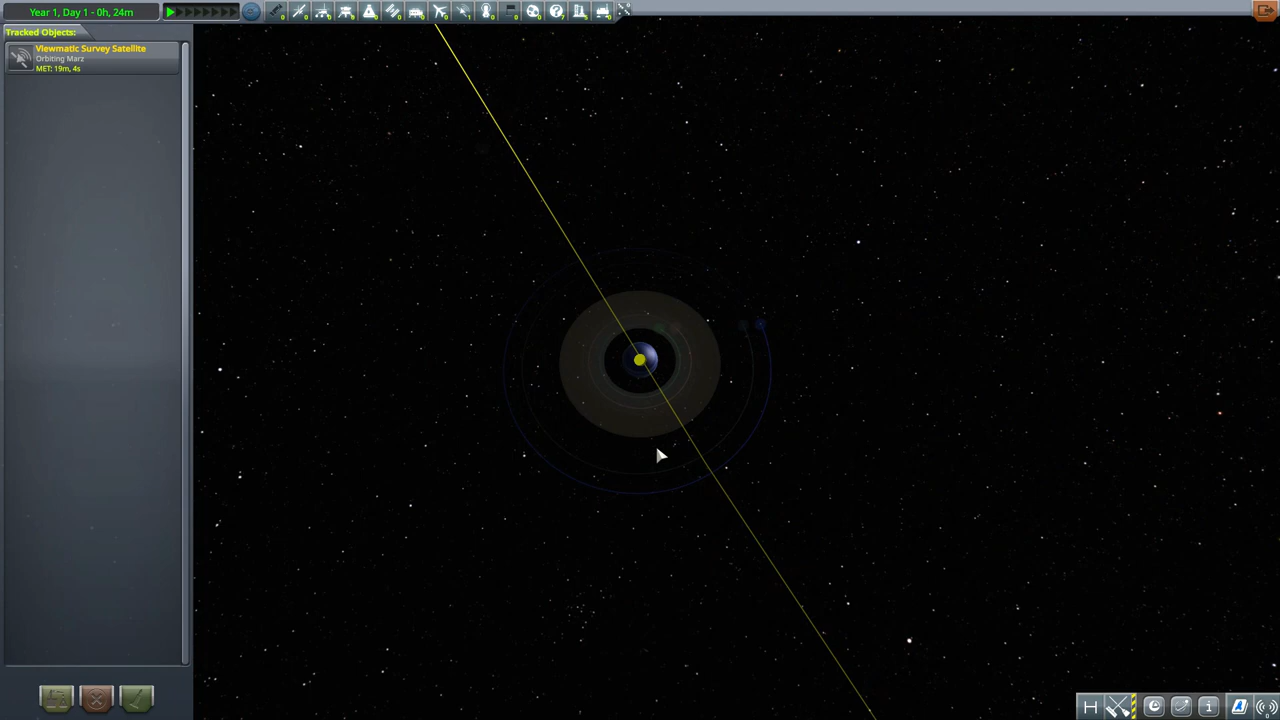 Year 1, Day 1 - 0h, 24m
Tracked Objects:
Viewmatic Survey Satellite
Orbiting Marz
MET: 19m, 4s